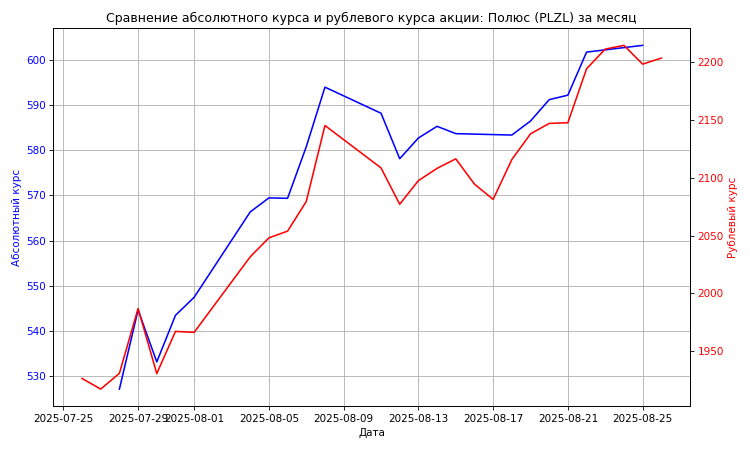 Сравнение абсолютного курса и рублевого курса акции: Полюс (PLZL) за месяц
600
590
580
570
560
550
540
530
Абсолютный курс
2200
2150
2100
2050
2000
1950
Рублевый курс
2025-07-25 2025-07-29 2025-08-01 2025-08-05 2025-08-09 2025-08-13 2025-08-17 2025-08-21 2025-08-25
Дата